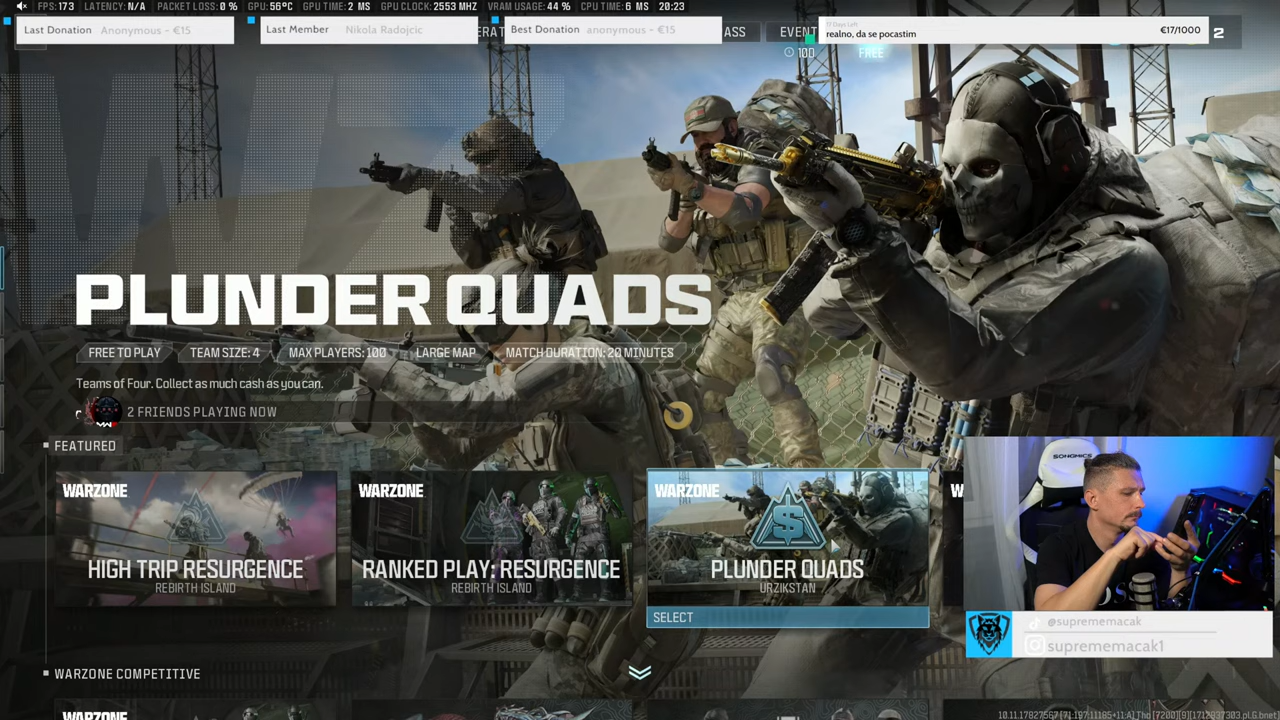 FPS: 173 LATENCY: N/A PACKET LOSS: 0 % GPU: 56°C GPU TIME: 2 MS GPU CLOCK: 2553 MHZ VRAM USAGE: 44 % CPU TIME: 6 MS 20:23
Last Donation Anonymous - €15
Last Member Nikola Radojcic
Best Donation anonymous - €15
17 Days Left
realno, da se pocastim €17/1000
ASS EVENT 2
100 FREE
PLUNDER QUADS
FREE TO PLAY TEAM SIZE: 4 MAX PLAYERS: 100 LARGE MAP MATCH DURATION: 20 MINUTES
Teams of Four. Collect as much cash as you can.
2 FRIENDS PLAYING NOW
FEATURED
WARZONE
HIGH TRIP RESURGENCE
REBIRTH ISLAND
WARZONE
RANKED PLAY: RESURGENCE
REBIRTH ISLAND
WARZONE
PLUNDER QUADS
URZIKSTAN
SELECT
SONGMICS
@suprememacak
suprememacak1
WARZONE COMPETITIVE
WARZONE